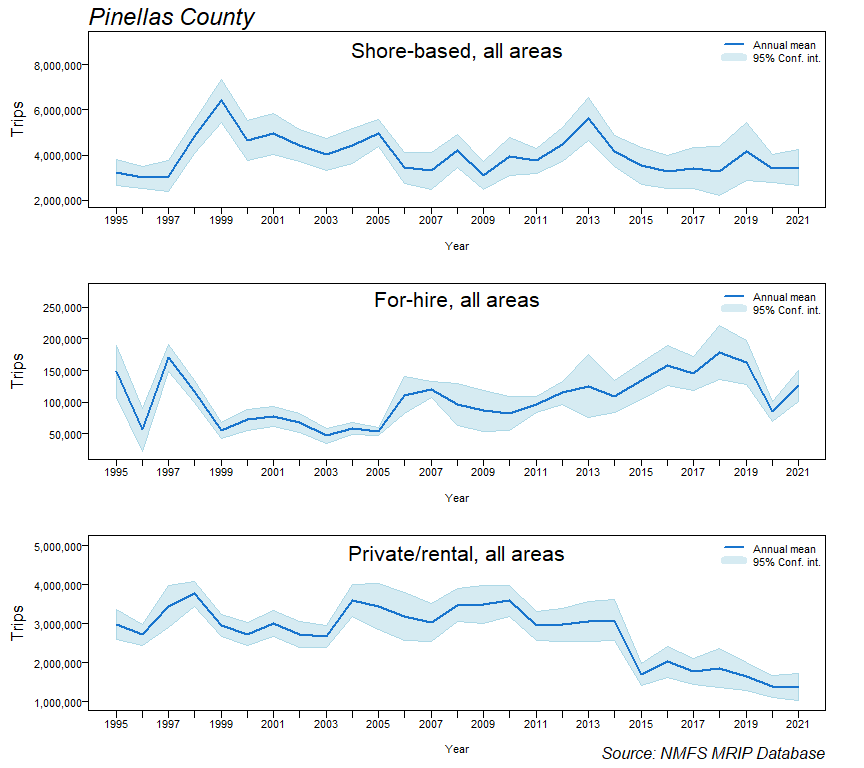 Pinellas County
Shore-based, all areas
Annual mean
95% Conf. int.
8,000,000
6,000,000
4,000,000
2,000,000
Trips
1995 1997 1999 2001 2003 2005 2007 2009 2011 2013 2015 2017 2019 2021
Year
For-hire, all areas
Annual mean
95% Conf. int.
250,000
200,000
150,000
100,000
50,000
Trips
1995 1997 1999 2001 2003 2005 2007 2009 2011 2013 2015 2017 2019 2021
Year
Private/rental, all areas
Annual mean
95% Conf. int.
5,000,000
4,000,000
3,000,000
2,000,000
1,000,000
Trips
1995 1997 1999 2001 2003 2005 2007 2009 2011 2013 2015 2017 2019 2021
Year
Source: NMFS MRIP Database